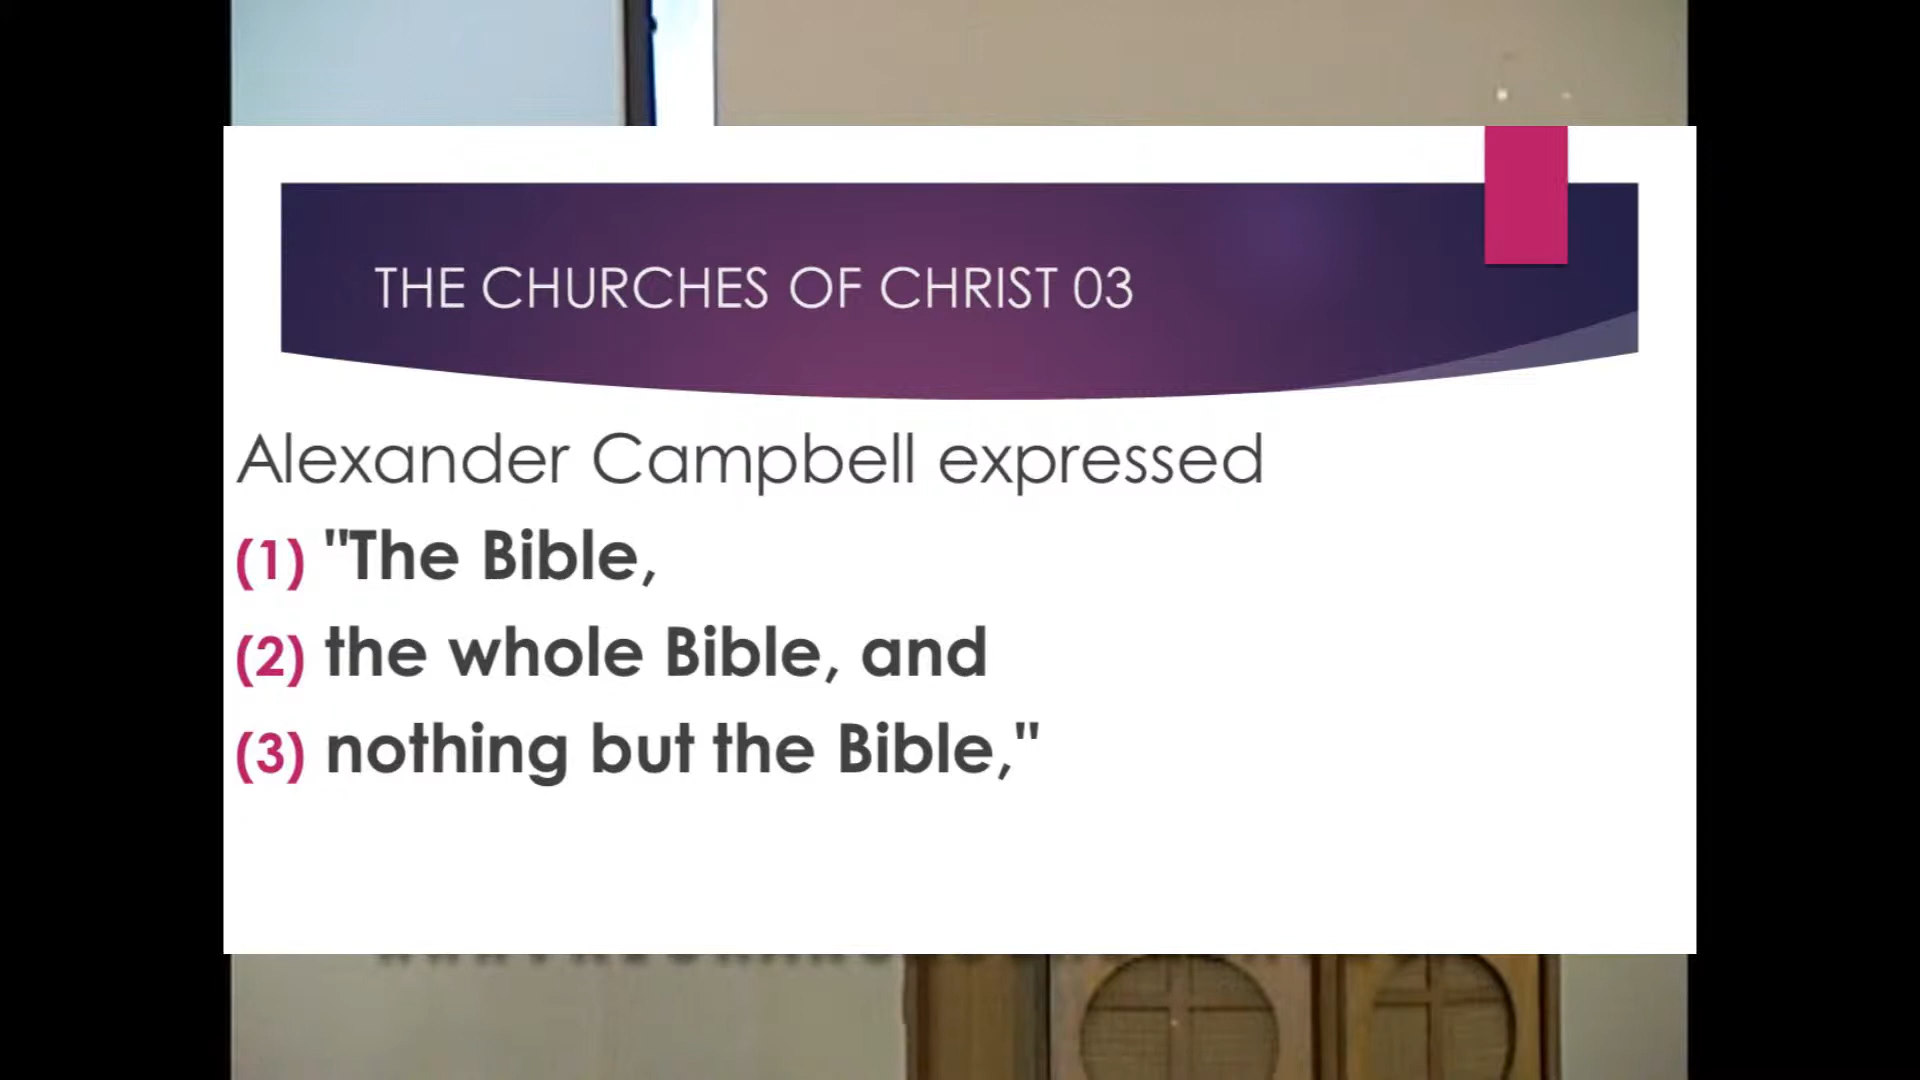 THE CHURCHES OF CHRIST 03
Alexander Campbell expressed
(1) "The Bible,
(2) the whole Bible, and
(3) nothing but the Bible,"